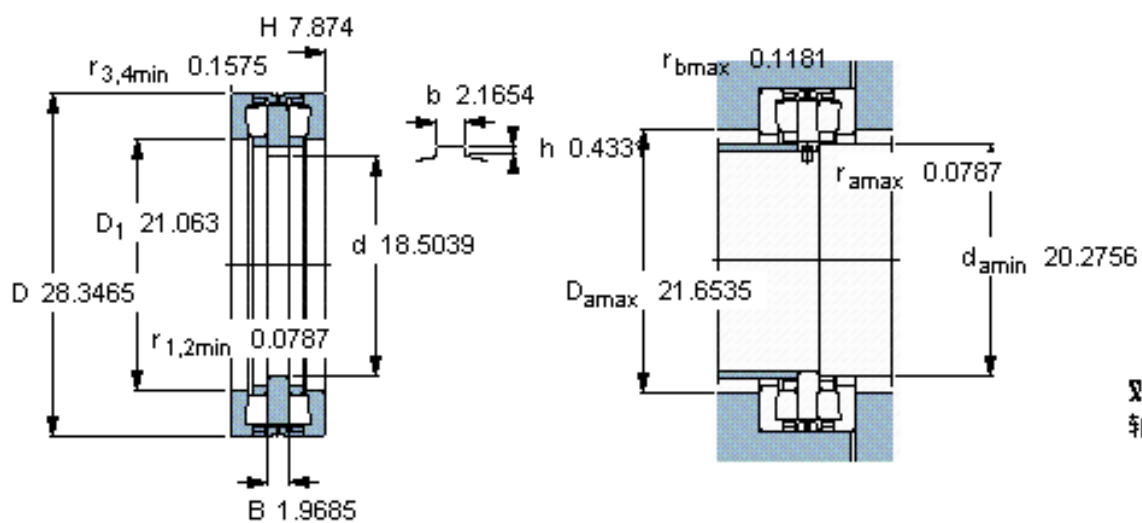 H 7.874
r3,4min 0.1575
b 2.1654
h 0.433
D1 21.063
d 18.5039
D 28.3465
r1,2min 0.0787
B 1.9685
rbmax 0.1181
ramax 0.0787
damin 20.2756
Damax 21.6535